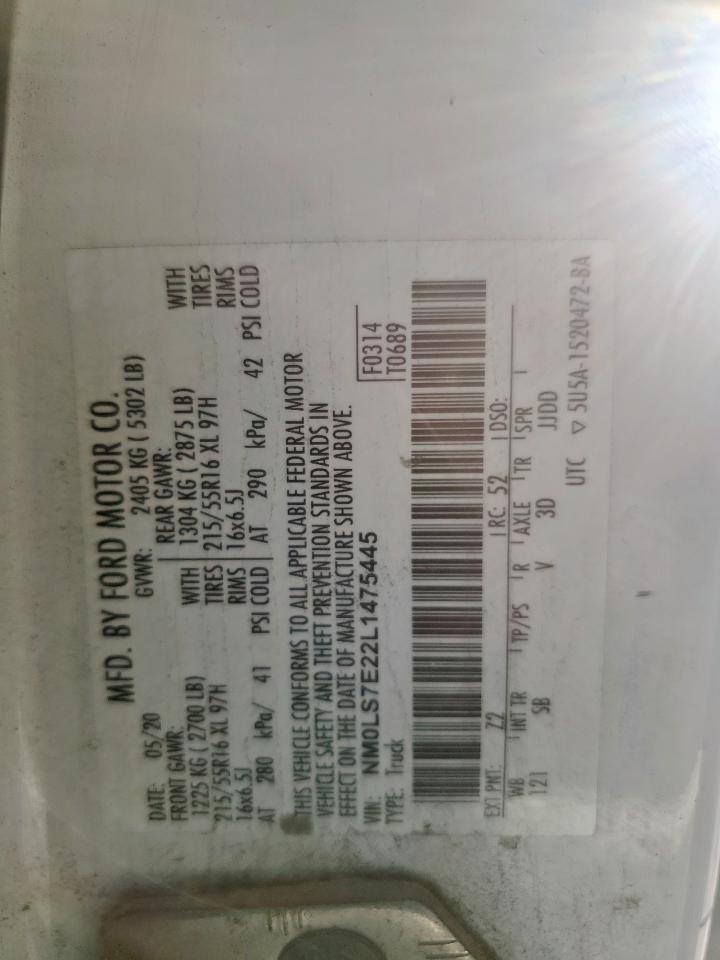 MFD. BY FORD MOTOR CO.
DATE: 05/20 GVWR: 2405 KG ( 5302 LB)
FRONT GAWR: REAR GAWR:
1225 KG ( 2700 LB) WITH 1304 KG ( 2875 LB) WITH
215/55R16 XL 97H TIRES 215/55R16 XL 97H TIRES
16x6.5J RIMS 16x6.5J RIMS
AT 280 kPa/ 41 PSI COLD AT 290 kPa/ 42 PSI COLD
THIS VEHICLE CONFORMS TO ALL APPLICABLE FEDERAL MOTOR
VEHICLE SAFETY AND THEFT PREVENTION STANDARDS IN
EFFECT ON THE DATE OF MANUFACTURE SHOWN ABOVE.
VIN: NM0LS7E22L1475445 F0314
TYPE: Truck T0689
EXT PNT: Z2 RC: 52 DSO:
WB INT TR TP/PS R AXLE TR SPR
121 SB V 3D JJDD
UTC ▽ 5U5A-1520472-BA